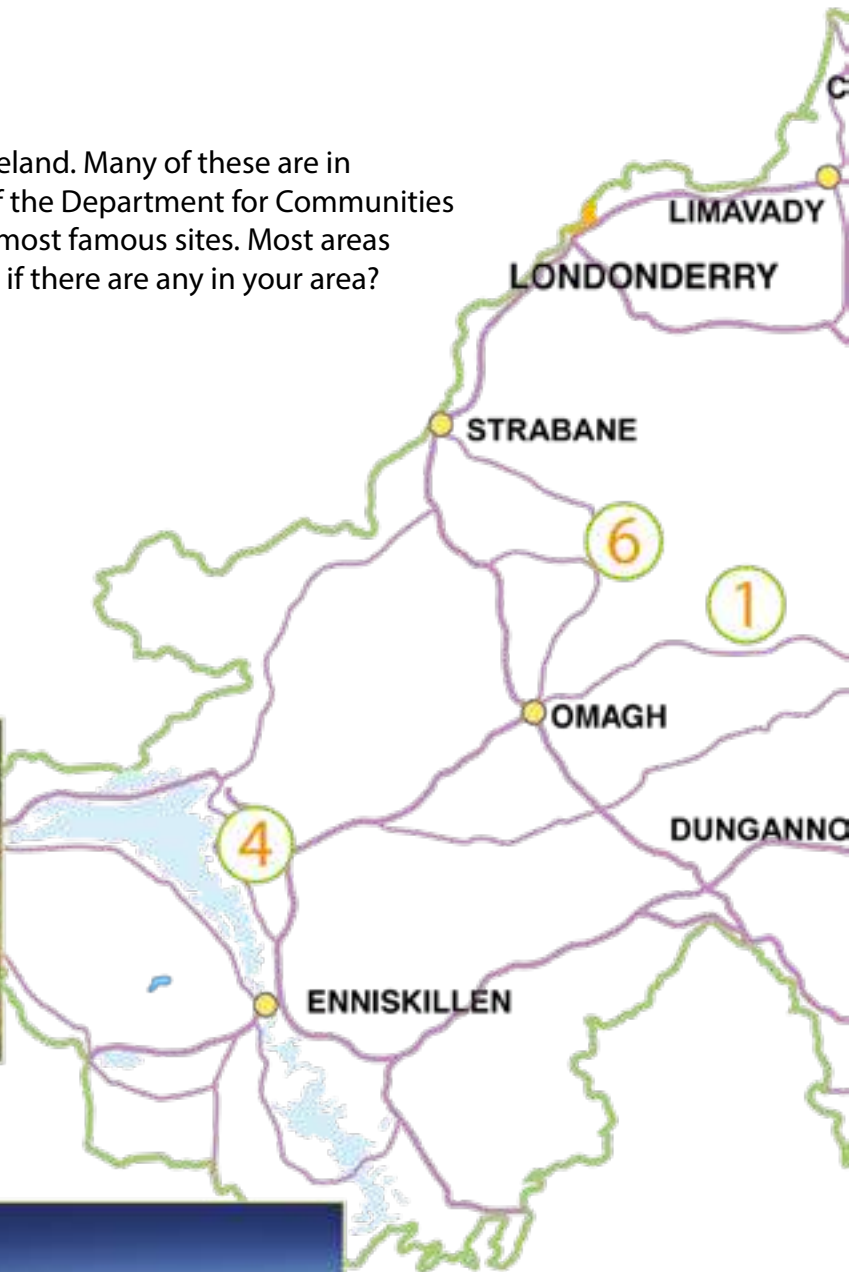 eland. Many of these are in
f the Department for Communities
most famous sites. Most areas
if there are any in your area?
C
LIMAVADY
LONDONDERRY
STRABANE
6
1
OMAGH
DUNGANNO
4
ENNISKILLEN